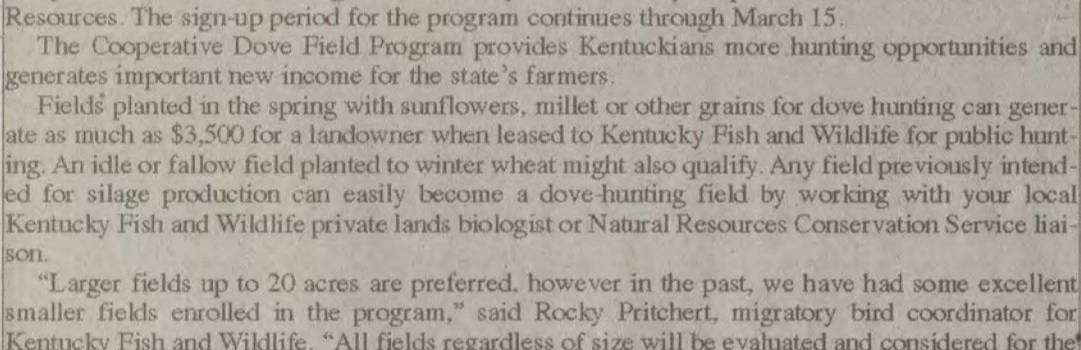 Resources. The sign-up period for the program continues through March 15.
The Cooperative Dove Field Program provides Kentuckians more hunting opportunities and
generates important new income for the state's farmers.
Fields planted in the spring with sunflowers, millet or other grains for dove hunting can gener-
ate as much as $3,500 for a landowner when leased to Kentucky Fish and Wildlife for public hunt-
ing. An idle or fallow field planted to winter wheat might also qualify. Any field previously intend-
ed for silage production can easily become a dove-hunting field by working with your local
Kentucky Fish and Wildlife private lands biologist or Natural Resources Conservation Service liai-
son.
"Larger fields up to 20 acres are preferred, however in the past, we have had some excellent
smaller fields enrolled in the program," said Rocky Pritchert, migratory bird coordinator for
Kentucky Fish and Wildlife. "All fields regardless of size will be evaluated and considered for the